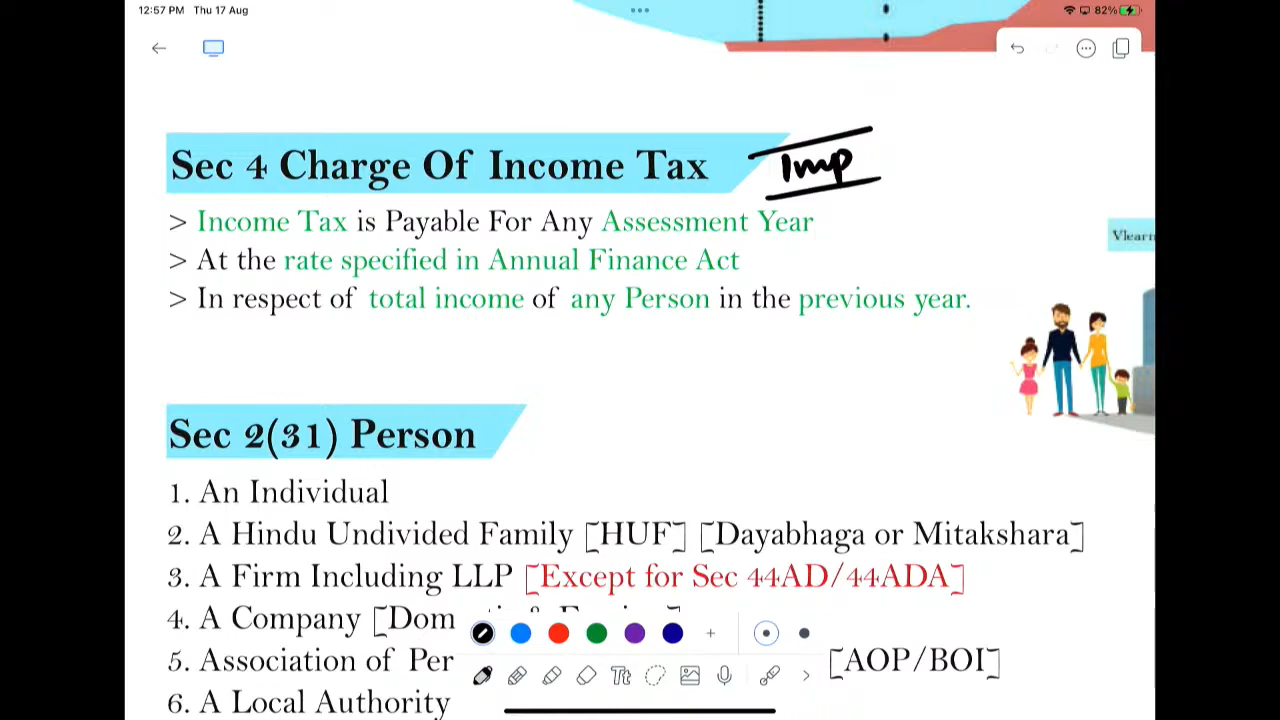 12:57 PM Thu 17 Aug
82%
Sec 4 Charge Of Income Tax
Imp
> Income Tax is Payable For Any Assessment Year
> At the rate specified in Annual Finance Act
> In respect of total income of any Person in the previous year.
Vlearn
Sec 2(31) Person
1. An Individual
2. A Hindu Undivided Family [HUF] [Dayabhaga or Mitakshara]
3. A Firm Including LLP [Except for Sec 44AD/44ADA]
4. A Company [Dom
5. Association of Per [AOP/BOI]
6. A Local Authority
Tt